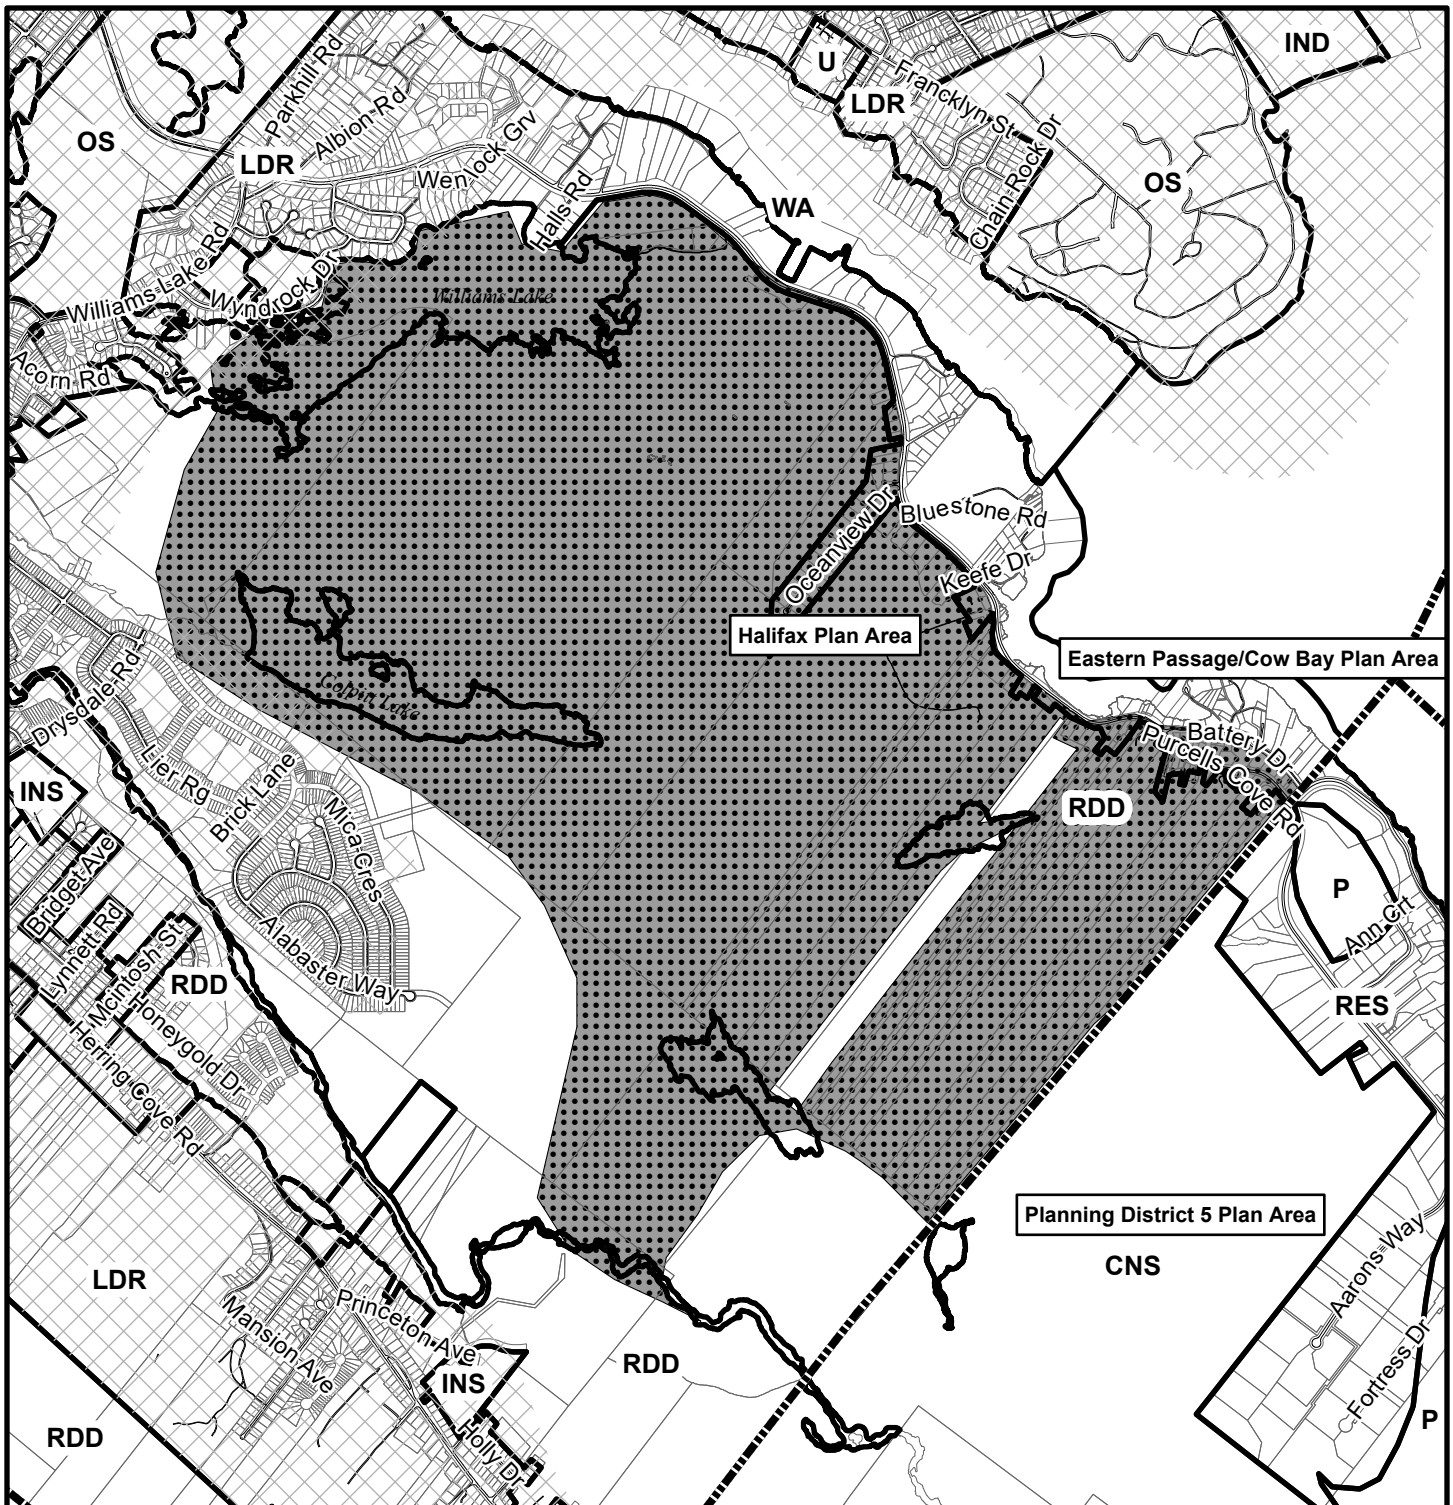 IND
U
Francklyn St
LDR
Parkhill Rd
Albion Rd
OS
LDR
Wenlock Grv
Chain Rock Dr
OS
WA
Halls Rd
Williams Lake Rd
Wyndrock Dr
Williams Lake
Acorn Rd
Oceanview Dr
Bluestone Rd
Keefe Dr
Halifax Plan Area
Eastern Passage/Cow Bay Plan Area
Colpin Lake
Drysdale Rd
Lier Rg
Battery Dr
Purcells Cove Rd
INS
Brick Lane
Mica Cres
RDD
Bridget Ave
P
Ann Crt
Lynnett Rd
McIntosh St
Alabaster Way
RDD
Honeygold Dr
RES
Herring Cove Rd
Planning District 5 Plan Area
CNS
LDR
Aarons Way
Princeton Ave
Mansion Ave
RDD
INS
Fortress Dr
P
RDD
Holly Dr